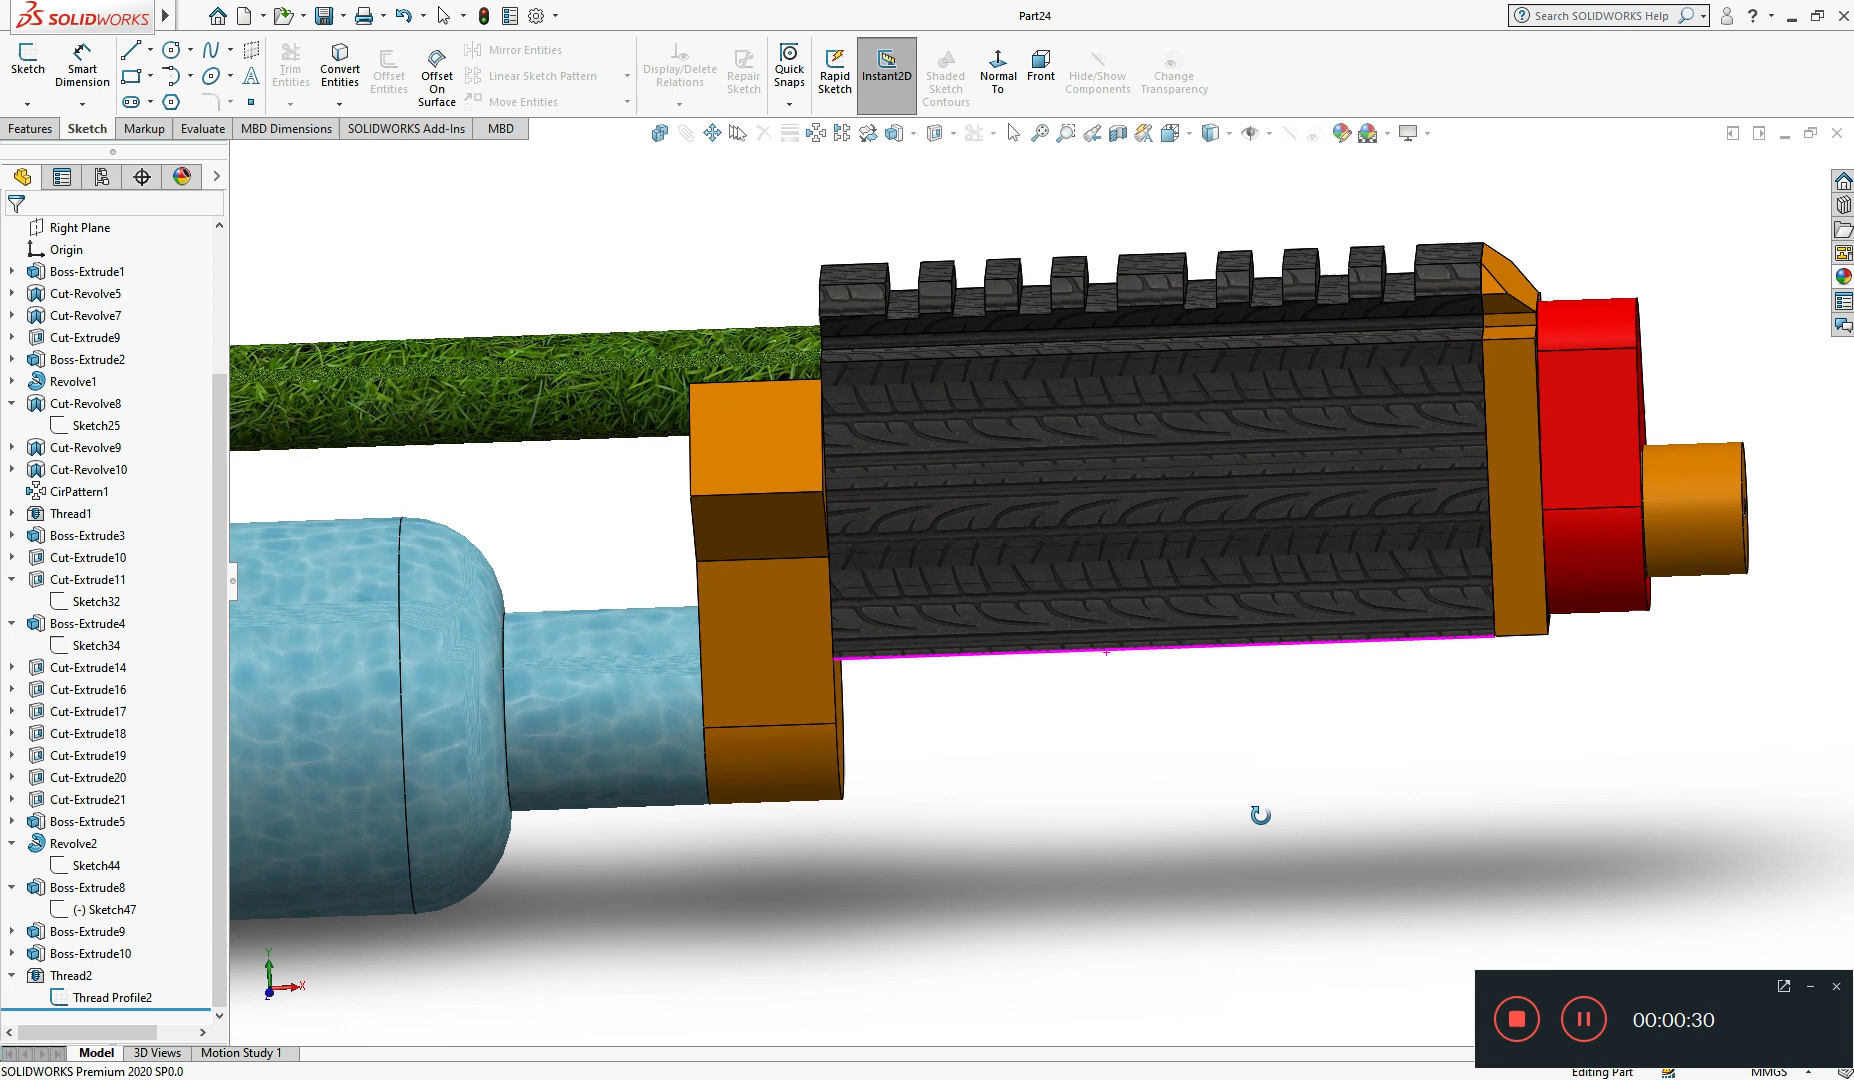 SOLIDWORKS
Part24
Search SOLIDWORKS Help
Sketch
Smart Dimension
Trim Entities
Convert Entities
Offset Entities
Offset On Surface
Mirror Entities
Linear Sketch Pattern
Move Entities
Display/Delete Relations
Repair Sketch
Quick Snaps
Rapid Sketch
Instant2D
Shaded Sketch Contours
Normal To
Front
Hide/Show Components
Change Transparency
Features
Sketch
Markup
Evaluate
MBD Dimensions
SOLIDWORKS Add-Ins
MBD
Right Plane
Origin
Boss-Extrude1
Cut-Revolve5
Cut-Revolve7
Cut-Extrude9
Boss-Extrude2
Revolve1
Cut-Revolve8
Sketch25
Cut-Revolve9
Cut-Revolve10
CirPattern1
Thread1
Boss-Extrude3
Cut-Extrude10
Cut-Extrude11
Sketch32
Boss-Extrude4
Sketch34
Cut-Extrude14
Cut-Extrude16
Cut-Extrude17
Cut-Extrude18
Cut-Extrude19
Cut-Extrude20
Cut-Extrude21
Boss-Extrude5
Revolve2
Sketch44
Boss-Extrude8
(-) Sketch47
Boss-Extrude9
Boss-Extrude10
Thread2
Thread Profile2
Y
X
Z
00:00:30
Model
3D Views
Motion Study 1
SOLIDWORKS Premium 2020 SP0.0
Editing Part
MMGS